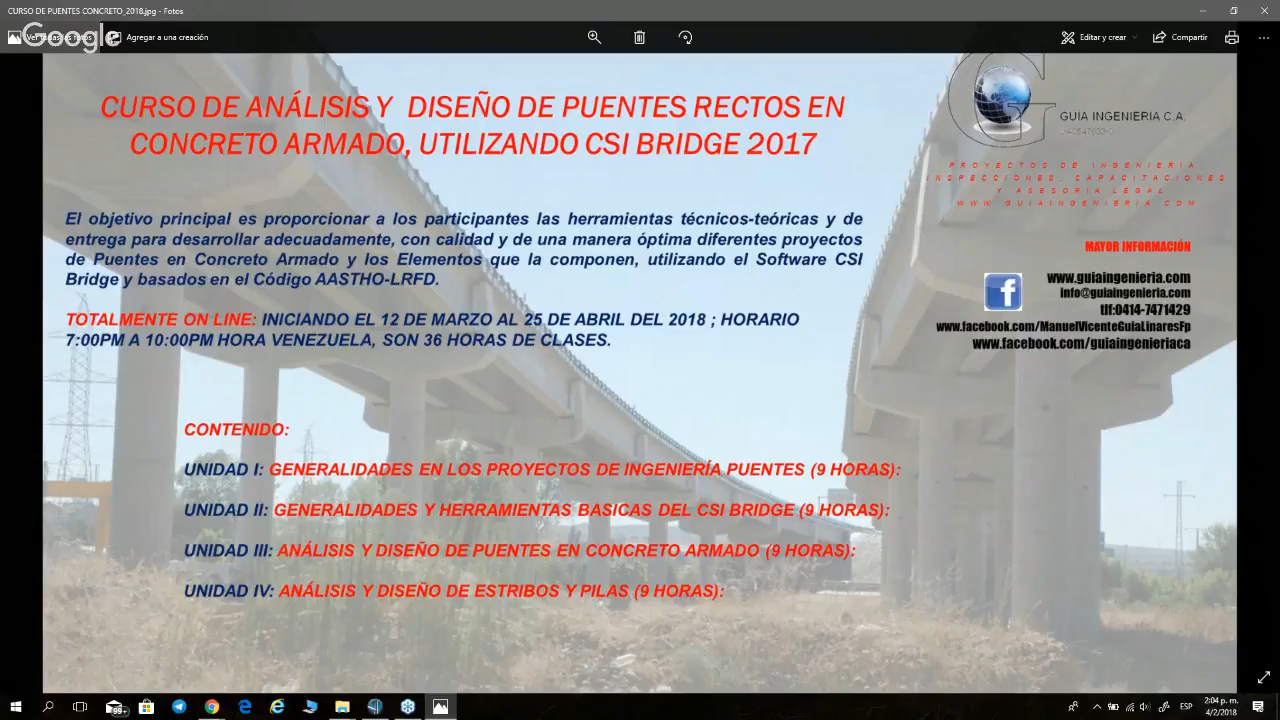 CURSO DE PUENTES CONCRETO_2018.jpg - Fotos
Google
Agregar a una creación
Editar y crear
Compartir
CURSO DE ANÁLISIS Y DISEÑO DE PUENTES RECTOS EN
CONCRETO ARMADO, UTILIZANDO CSI BRIDGE 2017
G
GUIA INGENIERIA C.A.
PROYECTOS DE INGENIERIA
INSPECCIONES, CAPACITACIONES
Y ASESORIA LEGAL
WWW.GUIAINGENIERIA.COM
El objetivo principal es proporcionar a los participantes las herramientas técnicos-teóricas y de
entrega para desarrollar adecuadamente, con calidad y de una manera óptima diferentes proyectos
de Puentes en Concreto Armado y los Elementos que la componen, utilizando el Software CSI
Bridge y basados en el Código AASTHO-LRFD.
MAYOR INFORMACIÓN
www.guiaingenieria.com
info@guiaingenieria.com
tlf:0414-7471429
www.facebook.com/ManuelVicenteGuiaLinaresFp
www.facebook.com/guiaingenieriaca
f
TOTALMENTE ON LINE: INICIANDO EL 12 DE MARZO AL 25 DE ABRIL DEL 2018 ; HORARIO
7:00PM A 10:00PM HORA VENEZUELA, SON 36 HORAS DE CLASES.
CONTENIDO:
UNIDAD I: GENERALIDADES EN LOS PROYECTOS DE INGENIERÍA PUENTES (9 HORAS):
UNIDAD II: GENERALIDADES Y HERRAMIENTAS BASICAS DEL CSI BRIDGE (9 HORAS):
UNIDAD III: ANÁLISIS Y DISEÑO DE PUENTES EN CONCRETO ARMADO (9 HORAS):
UNIDAD IV: ANÁLISIS Y DISEÑO DE ESTRIBOS Y PILAS (9 HORAS):
99+
ESP
2:04 p. m.
4/2/2018